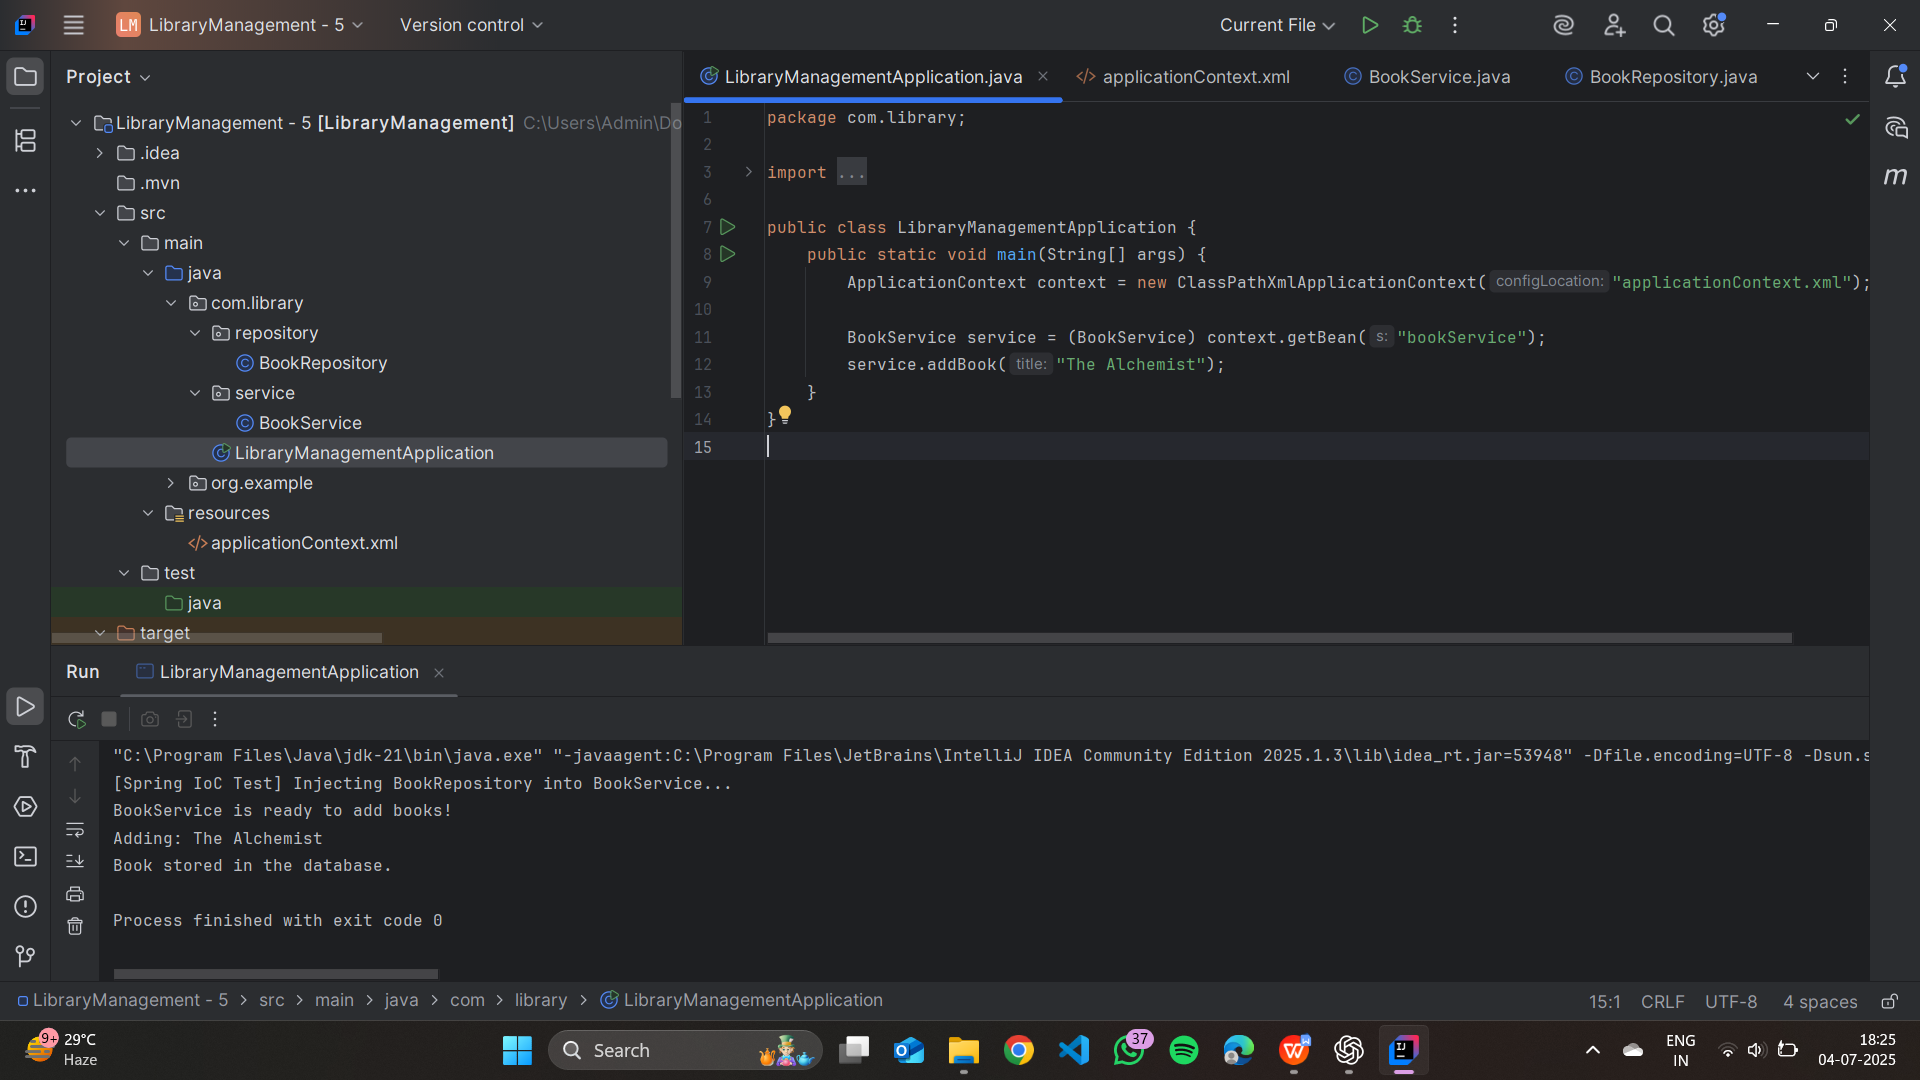 LM LibraryManagement - 5 Version control Current File
Project
LibraryManagementApplication.java applicationContext.xml BookService.java BookRepository.java
LibraryManagement - 5 [LibraryManagement] C:\Users\Admin\Do
.idea
.mvn
src
main
java
com.library
repository
BookRepository
service
BookService
LibraryManagementApplication
org.example
resources
applicationContext.xml
test
java
target
1 package com.library;
2
3 import ...
6
7 public class LibraryManagementApplication {
8 public static void main(String[] args) {
9 ApplicationContext context = new ClassPathXmlApplicationContext( configLocation: "applicationContext.xml");
10
11 BookService service = (BookService) context.getBean( s: "bookService");
12 service.addBook( title: "The Alchemist");
13 }
14 }
15
m
Run LibraryManagementApplication
"C:\Program Files\Java\jdk-21\bin\java.exe" "-javaagent:C:\Program Files\JetBrains\IntelliJ IDEA Community Edition 2025.1.3\lib\idea_rt.jar=53948" -Dfile.encoding=UTF-8 -Dsun.s
[Spring IoC Test] Injecting BookRepository into BookService...
BookService is ready to add books!
Adding: The Alchemist
Book stored in the database.
Process finished with exit code 0
LibraryManagement - 5 > src > main > java > com > library > LibraryManagementApplication 15:1 CRLF UTF-8 4 spaces
9+ 29°C
Haze
Search
37
ENG
IN
18:25
04-07-2025